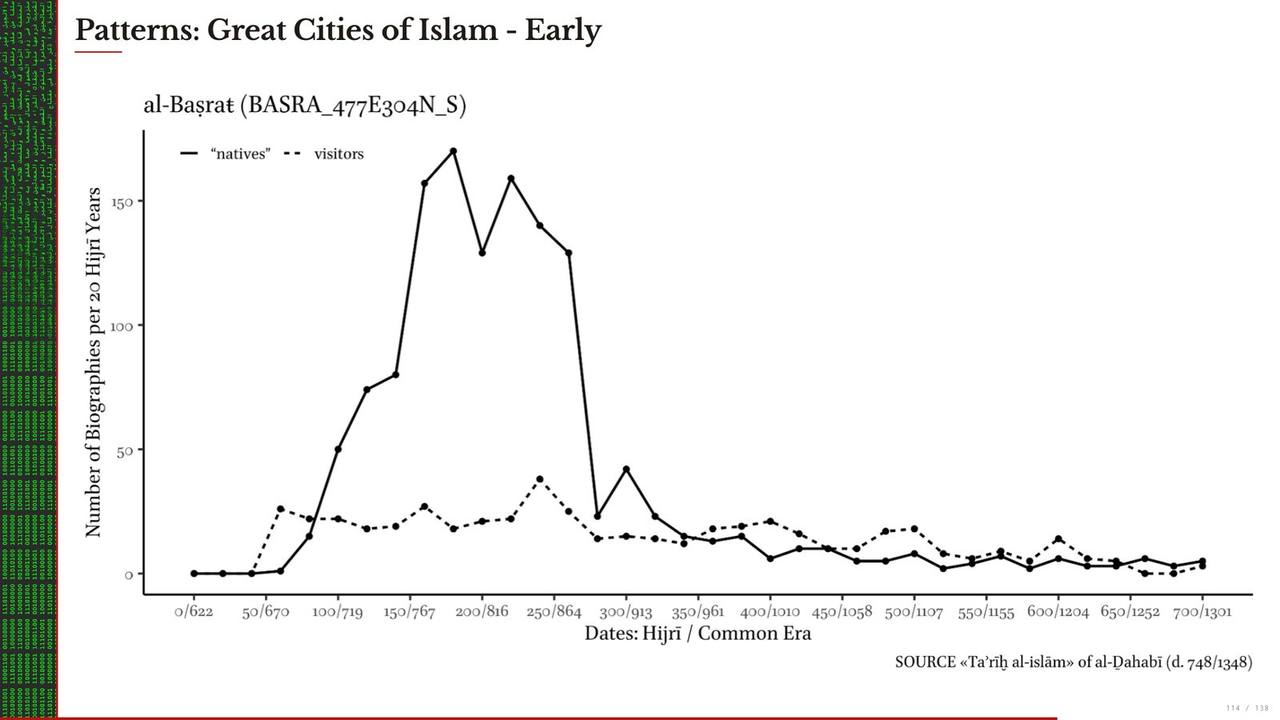 Patterns: Great Cities of Islam - Early
al-Baṣraŧ (BASRA_477E304N_S)
“natives” visitors
Number of Biographies per 20 Hijrī Years
150
100
50
0
0/622 50/670 100/719 150/767 200/816 250/864 300/913 350/961 400/1010 450/1058 500/1107 550/1155 600/1204 650/1252 700/1301
Dates: Hijrī / Common Era
SOURCE «Taʾrīḫ al-islām» of al-Ḏahabī (d. 748/1348)
114 / 138